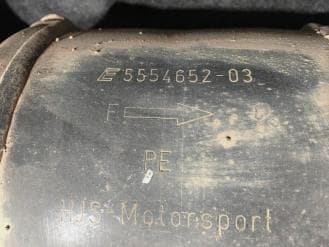 E 5554652-03
F
PE
HJS-Motorsport